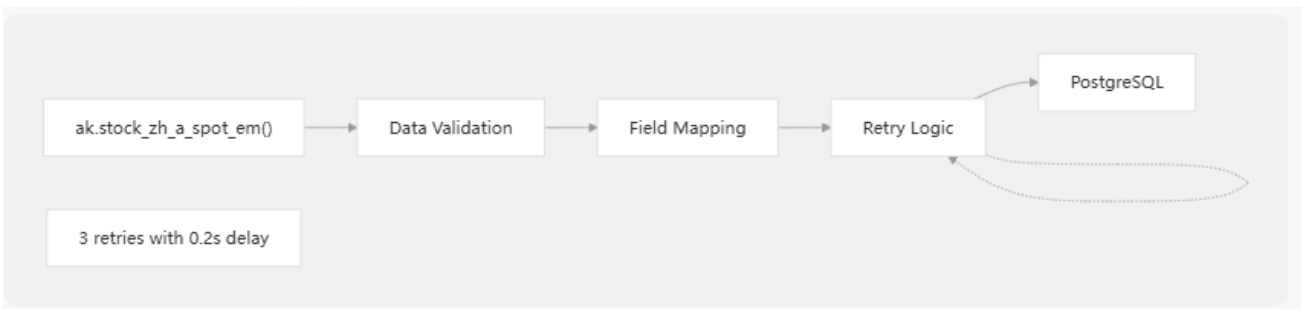 ak.stock_zh_a_spot_em()
Data Validation
Field Mapping
Retry Logic
PostgreSQL
3 retries with 0.2s delay